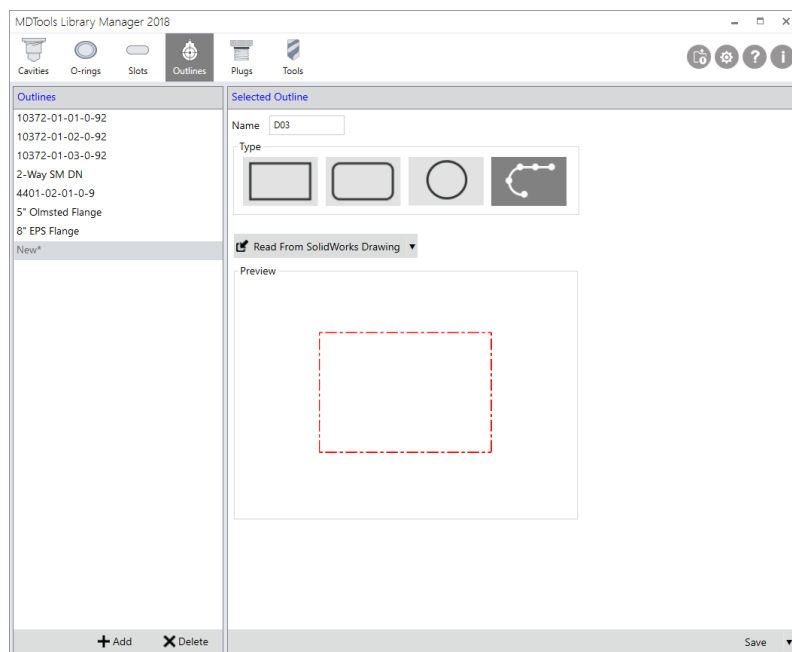 MDTools Library Manager 2018
Cavities O-rings Slots Outlines Plugs Tools
Outlines
10372-01-01-0-92
10372-01-02-0-92
10372-01-03-0-92
2-Way SM DN
4401-02-01-0-9
5" Olmsted Flange
8" EPS Flange
New*
Add Delete
Selected Outline
Name D03
Type
Read From SolidWorks Drawing
Preview
Save